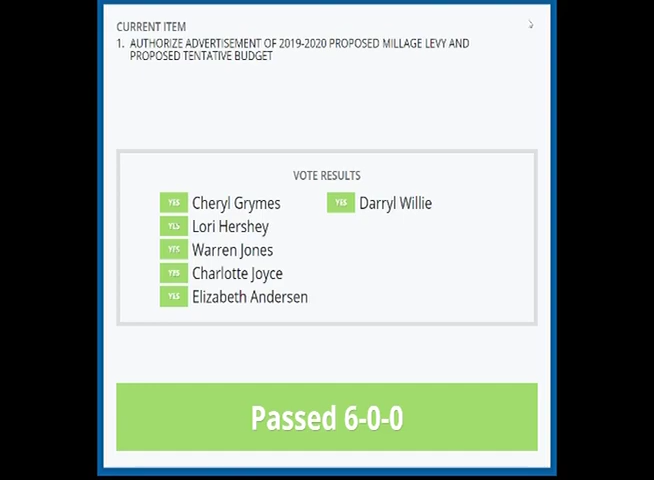 CURRENT ITEM
1. AUTHORIZE ADVERTISEMENT OF 2019-2020 PROPOSED MILLAGE LEVY AND
PROPOSED TENTATIVE BUDGET
VOTE RESULTS
YES Cheryl Grymes YES Darryl Willie
YES Lori Hershey
YES Warren Jones
YES Charlotte Joyce
YES Elizabeth Andersen
Passed 6-0-0